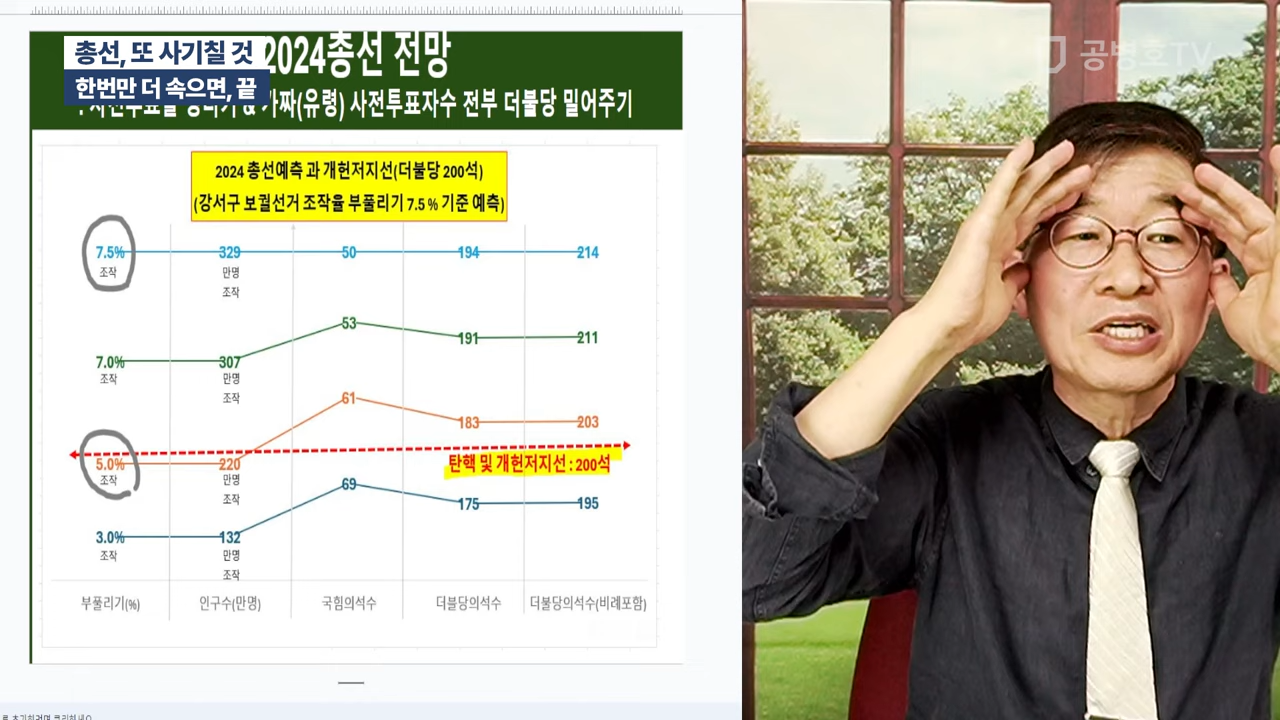 총선, 또 사기칠 것
한번만 더 속으면, 끝
2024총선 전망
가짜(유령) 사전투표자수 전부 더불당 밀어주기
공병호TV
2024 총선예측 과 개헌저지선(더불당 200석)
(강서구 보궐선거 조작율 부풀리기 7.5 % 기준 예측)
7.5% 329 50 194 214
조작 만명
조작
53
191 211
7.0% 307
조작 만명
조작
61
183 203
5.0% 220 탄핵 및 개헌저지선 : 200석
조작 만명
조작
69
175 195
3.0% 132
조작 만명
조작
부풀리기(%) 인구수(만명) 국힘의석수 더블당의석수 더불당의석수(비례포함)